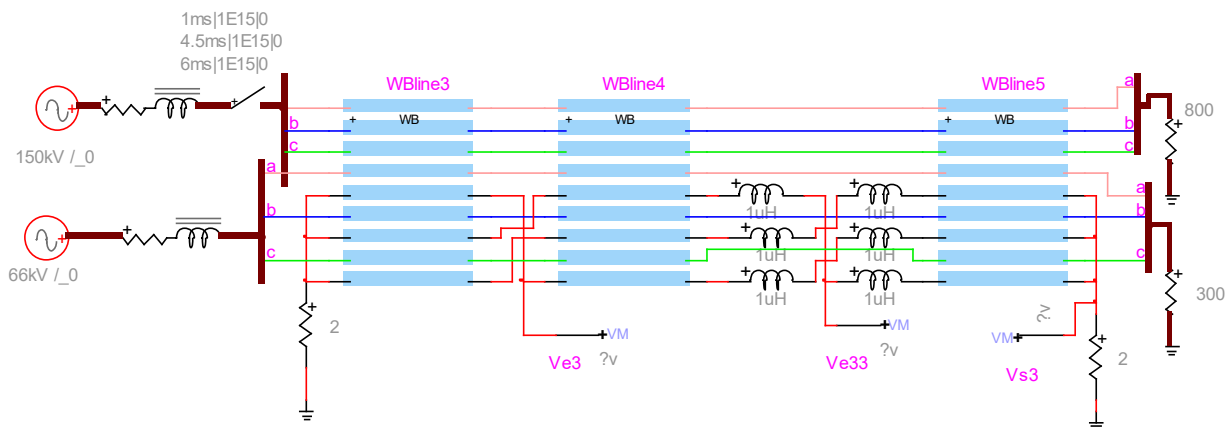 1ms|1E15|0
4.5ms|1E15|0
6ms|1E15|0
WBline3
WBline4
WBline5
+
+
+
a
b
c
+
WB
+
+
WB
a
b
c
+
800
150kV /_0
a
b
c
+
1uH
+
1uH
+
1uH
+
1uH
+
1uH
+
1uH
a
b
c
+
+
66kV /_0
+
300
+
2
+VM
?v
Ve3
+VM
?v
Ve33
?v
VM+
Vs3
+
2